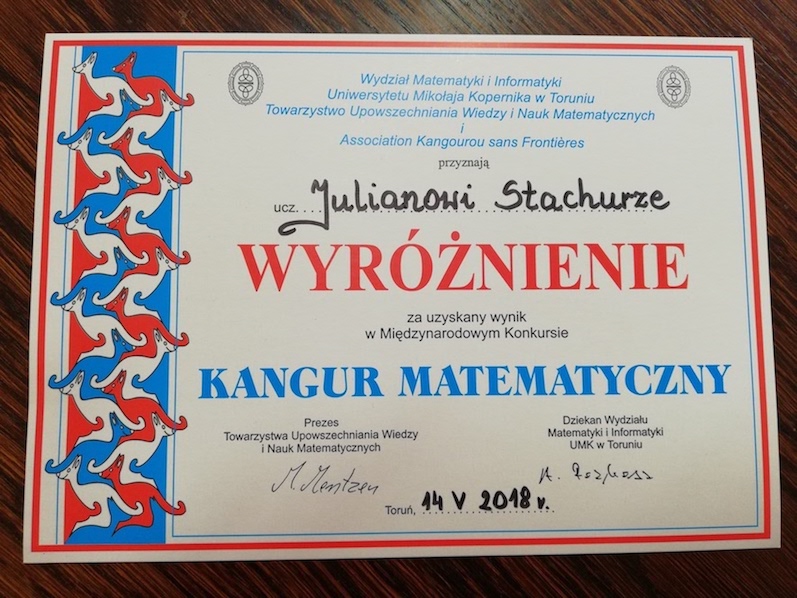 Wydział Matematyki i Informatyki
Uniwersytetu Mikołaja Kopernika w Toruniu
Towarzystwo Upowszechniania Wiedzy i Nauk Matematycznych
i
Association Kangourou sans Frontières
przyznają
ucz. Julianowi Stachurze
WYRÓŻNIENIE
za uzyskany wynik
w Międzynarodowym Konkursie
KANGUR MATEMATYCZNY
Prezes
Towarzystwa Upowszechniania Wiedzy
i Nauk Matematycznych
M. Mentzen
Dziekan Wydziału
Matematyki i Informatyki
UMK w Toruniu
Toruń, 14 V 2018 r.